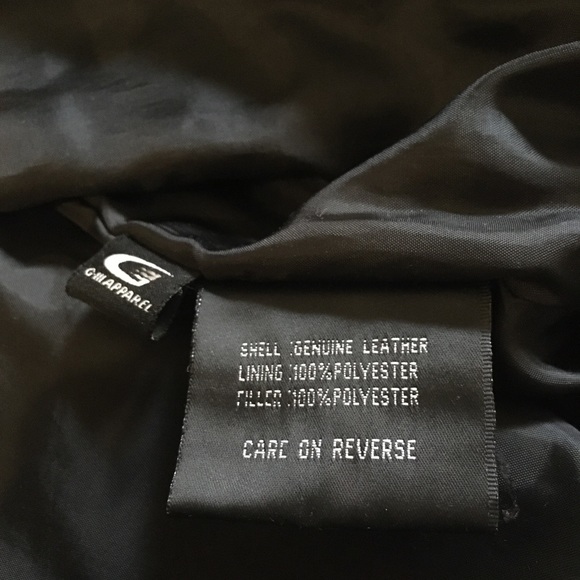 G-III APPAREL
SHELL :GENUINE LEATHER
LINING :100%POLYESTER
FILLER :100%POLYESTER
CARE ON REVERSE